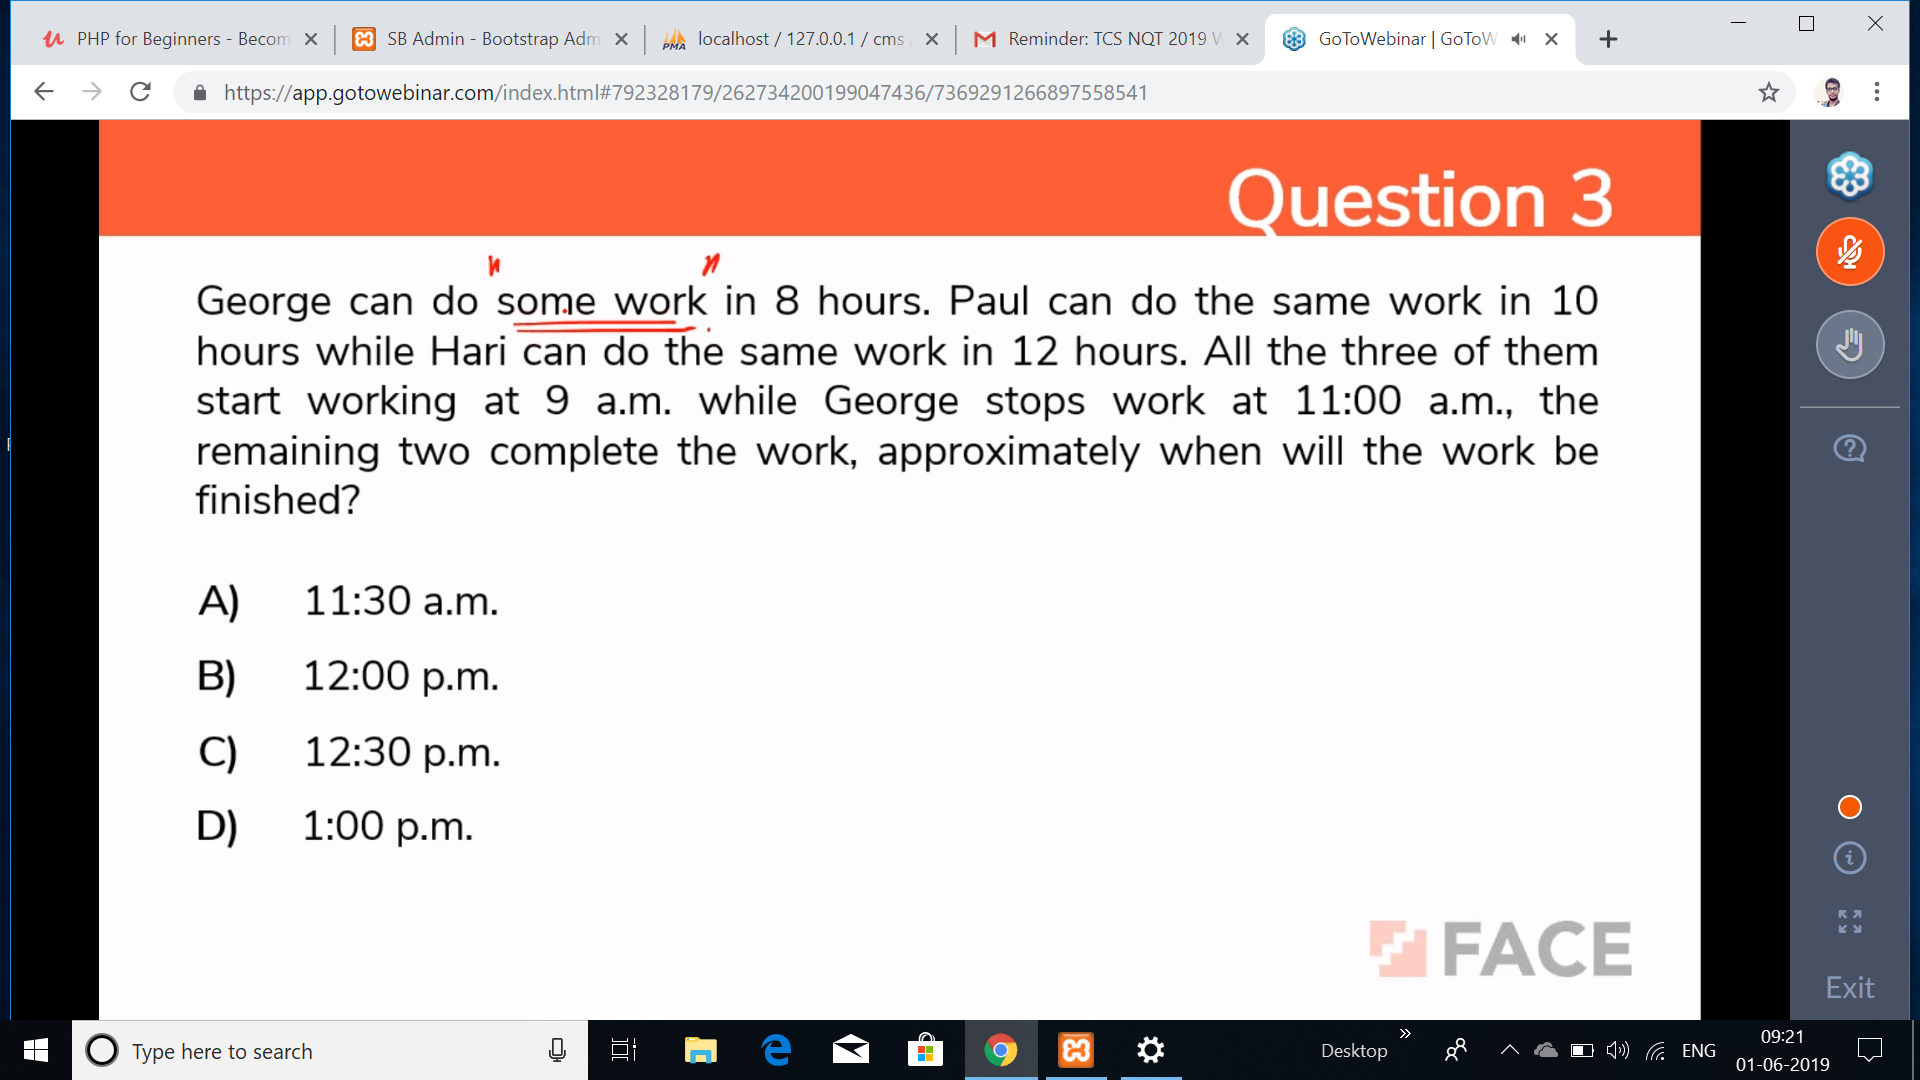 PHP for Beginners - Becom
SB Admin - Bootstrap Adm
localhost / 127.0.0.1 / cms
Reminder: TCS NQT 2019 W
GoToWebinar | GoToW
https://app.gotowebinar.com/index.html#792328179/262734200199047436/7369291266897558541
Question 3
George can do some work in 8 hours. Paul can do the same work in 10
hours while Hari can do the same work in 12 hours. All the three of them
start working at 9 a.m. while George stops work at 11:00 a.m., the
remaining two complete the work, approximately when will the work be
finished?
A) 11:30 a.m.
B) 12:00 p.m.
C) 12:30 p.m.
D) 1:00 p.m.
FACE
Exit
Type here to search
Desktop
ENG
09:21
01-06-2019